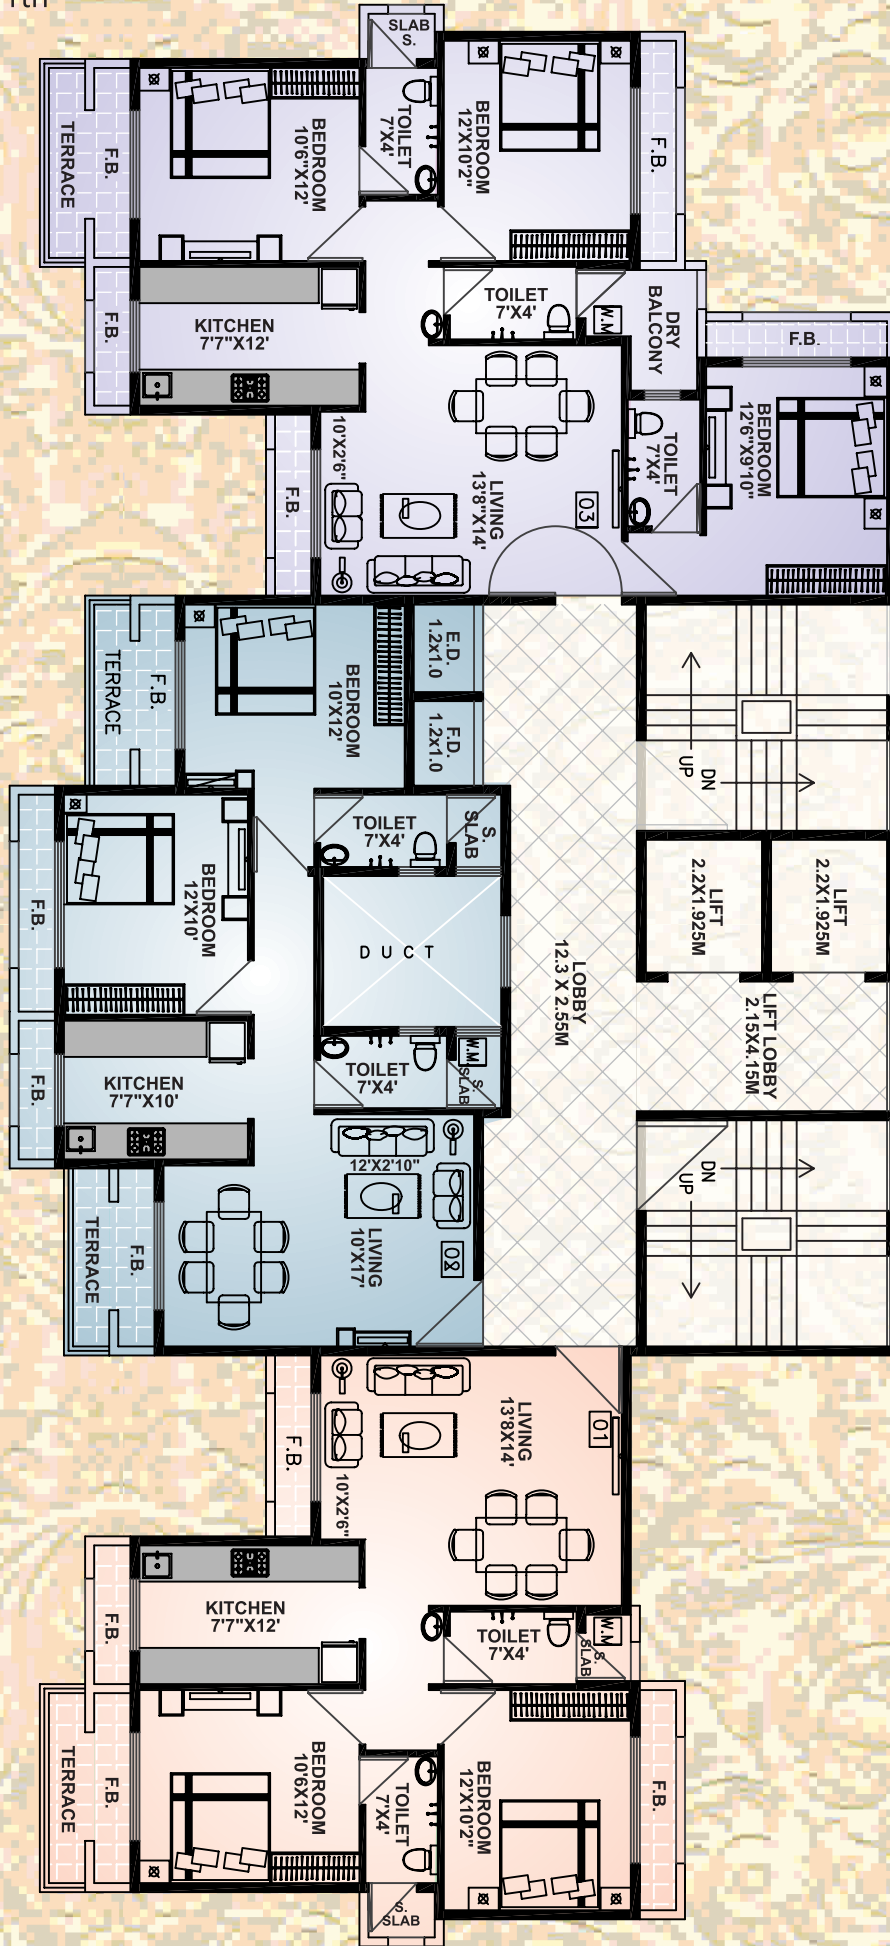 SLAB
S.
TERRACE
F.B.
BEDROOM
10'6"X12'
TOILET
7'X4'
BEDROOM
12'X10'2"
F.B.
F.B.
KITCHEN
7'7"X12'
TOILET
7'X4'
W.M
DRY
BALCONY
F.B.
F.B.
10'X2'6"
LIVING
13'8"X14'
03
TOILET
7'X4'
BEDROOM
12'6"X9'10"
TERRACE
F.B.
BEDROOM
10'X12'
E.D.
1.2x1.0
F.D.
1.2x1.0
UP
DN
TOILET
7'X4'
S.
SLAB
F.B.
BEDROOM
12'X10'
DUCT
LOBBY
12.3 X 2.55M
LIFT
2.2X1.925M
LIFT
2.2X1.925M
LIFT LOBBY
2.15X4.15M
F.B.
KITCHEN
7'7"X10'
TOILET
7'X4'
W.M
S.
SLAB
TERRACE
F.B.
12'X2'10"
LIVING
10'X17'
02
DN
UP
F.B.
10'X2'6"
LIVING
13'8X14'
01
F.B.
KITCHEN
7'7"X12'
TOILET
7'X4'
W.M
S.
SLAB
TERRACE
F.B.
BEDROOM
10'6X12'
TOILET
7'X4'
BEDROOM
12'X10'2"
F.B.
S.
SLAB